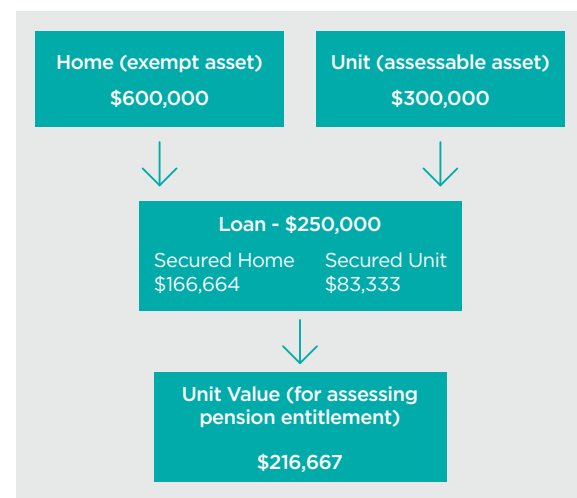 Home (exempt asset)
$600,000
Unit (assessable asset)
$300,000
Loan - $250,000
Secured Home
$166,664
Secured Unit
$83,333
Unit Value (for assessing
pension entitlement)
$216,667